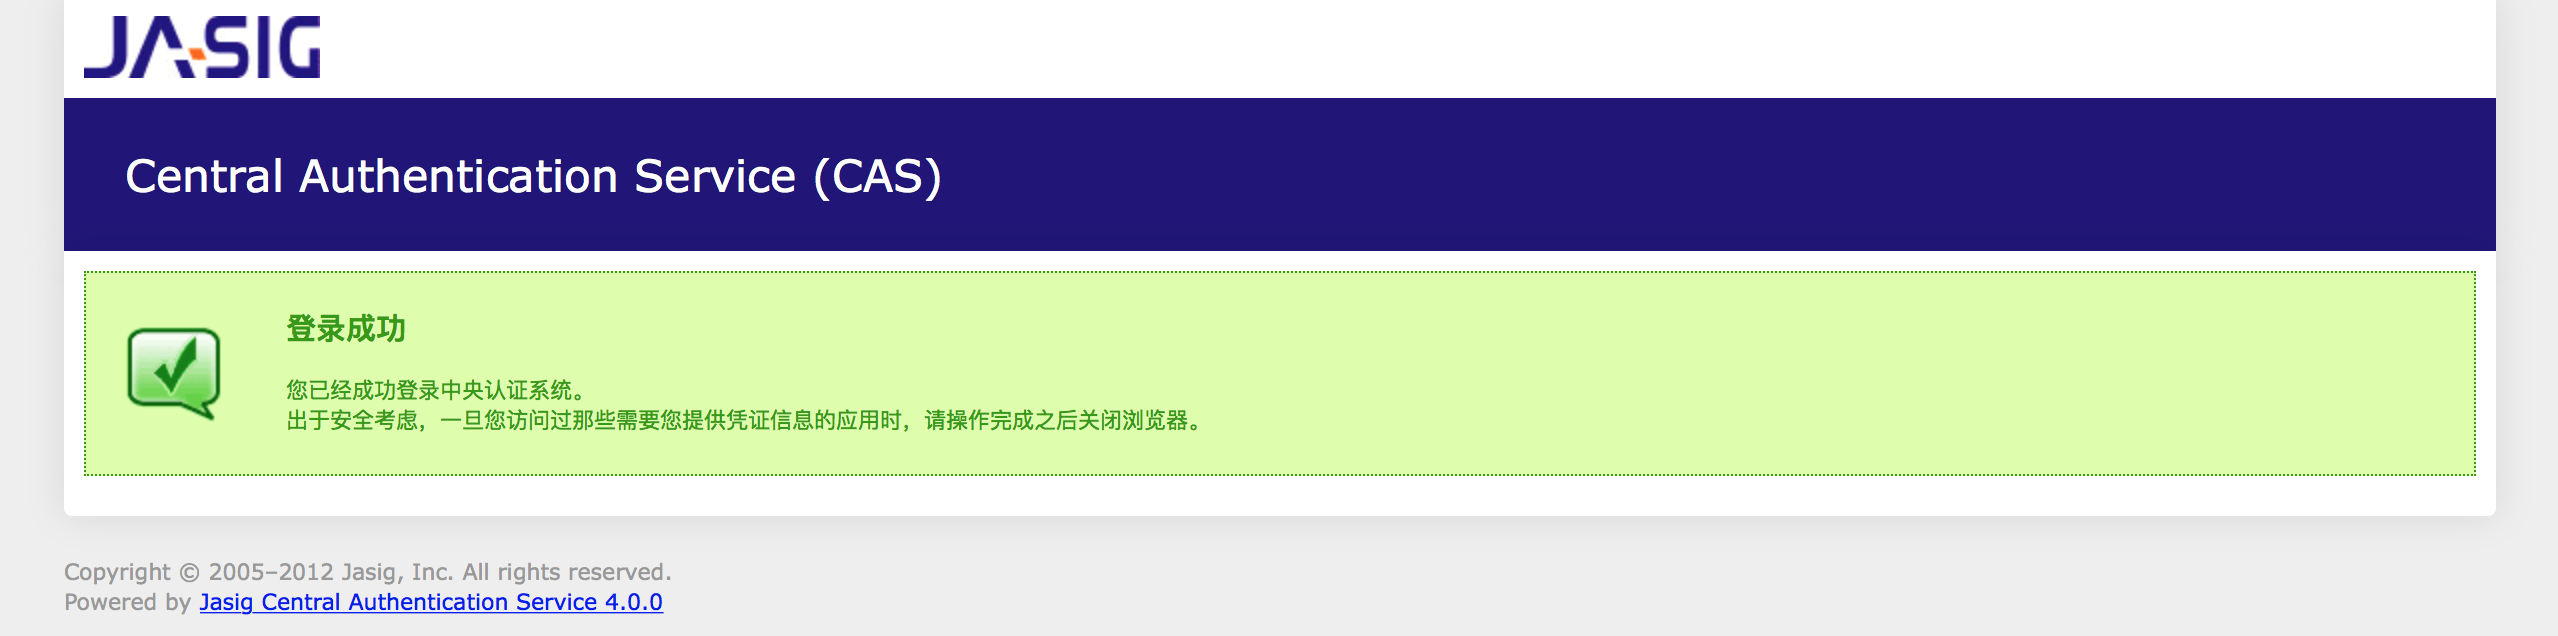 JASIG
Central Authentication Service (CAS)
登录成功
您已经成功登录中央认证系统。
出于安全考虑，一旦您访问过那些需要您提供凭证信息的应用时，请操作完成之后关闭浏览器。
Copyright © 2005–2012 Jasig, Inc. All rights reserved.
Powered by Jasig Central Authentication Service 4.0.0